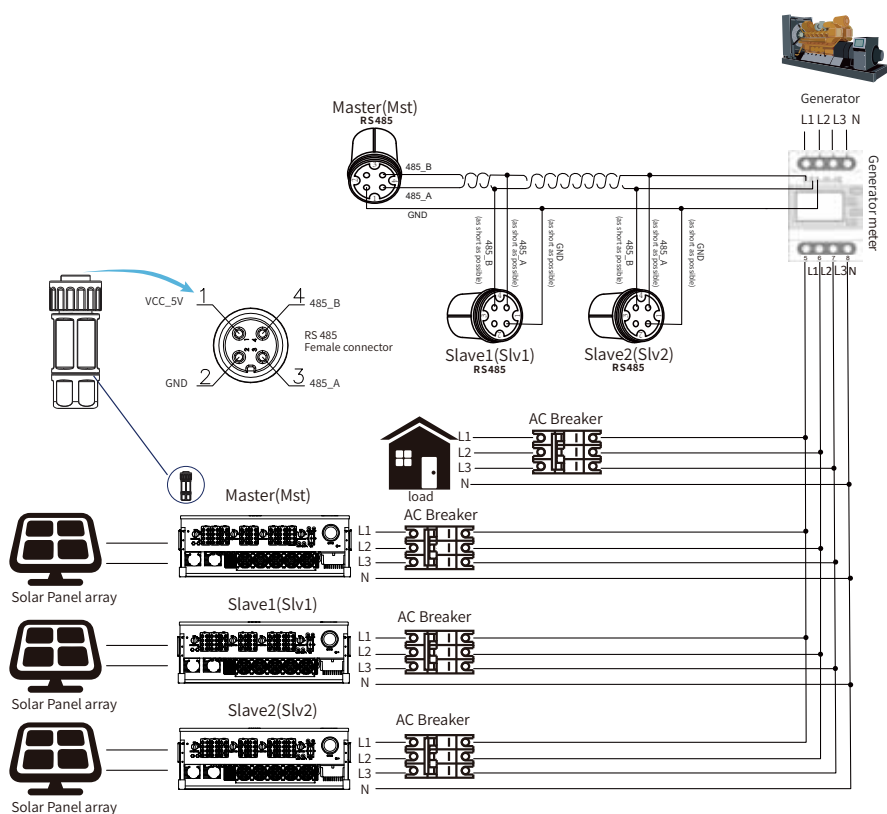 Generator
L1 L2 L3 N
Master(Mst)
RS485
485_B
485_A
GND
Generator meter
485_B
(as short as possible)
485_A
(as short as possible)
GND
(as short as possible)
485_B
(as short as possible)
485_A
(as short as possible)
GND
(as short as possible)
5 6 7 8
L1 L2 L3 N
Slave1(Slv1)
RS485
Slave2(Slv2)
RS485
VCC_5V
1
4
485_B
RS 485
Female connector
GND
2
3
485_A
AC Breaker
L1
L2
L3
N
load
Master(Mst)
AC Breaker
L1
L2
L3
N
Solar Panel array
Slave1(Slv1)
AC Breaker
L1
L2
L3
N
Solar Panel array
Slave2(Slv2)
AC Breaker
L1
L2
L3
N
Solar Panel array